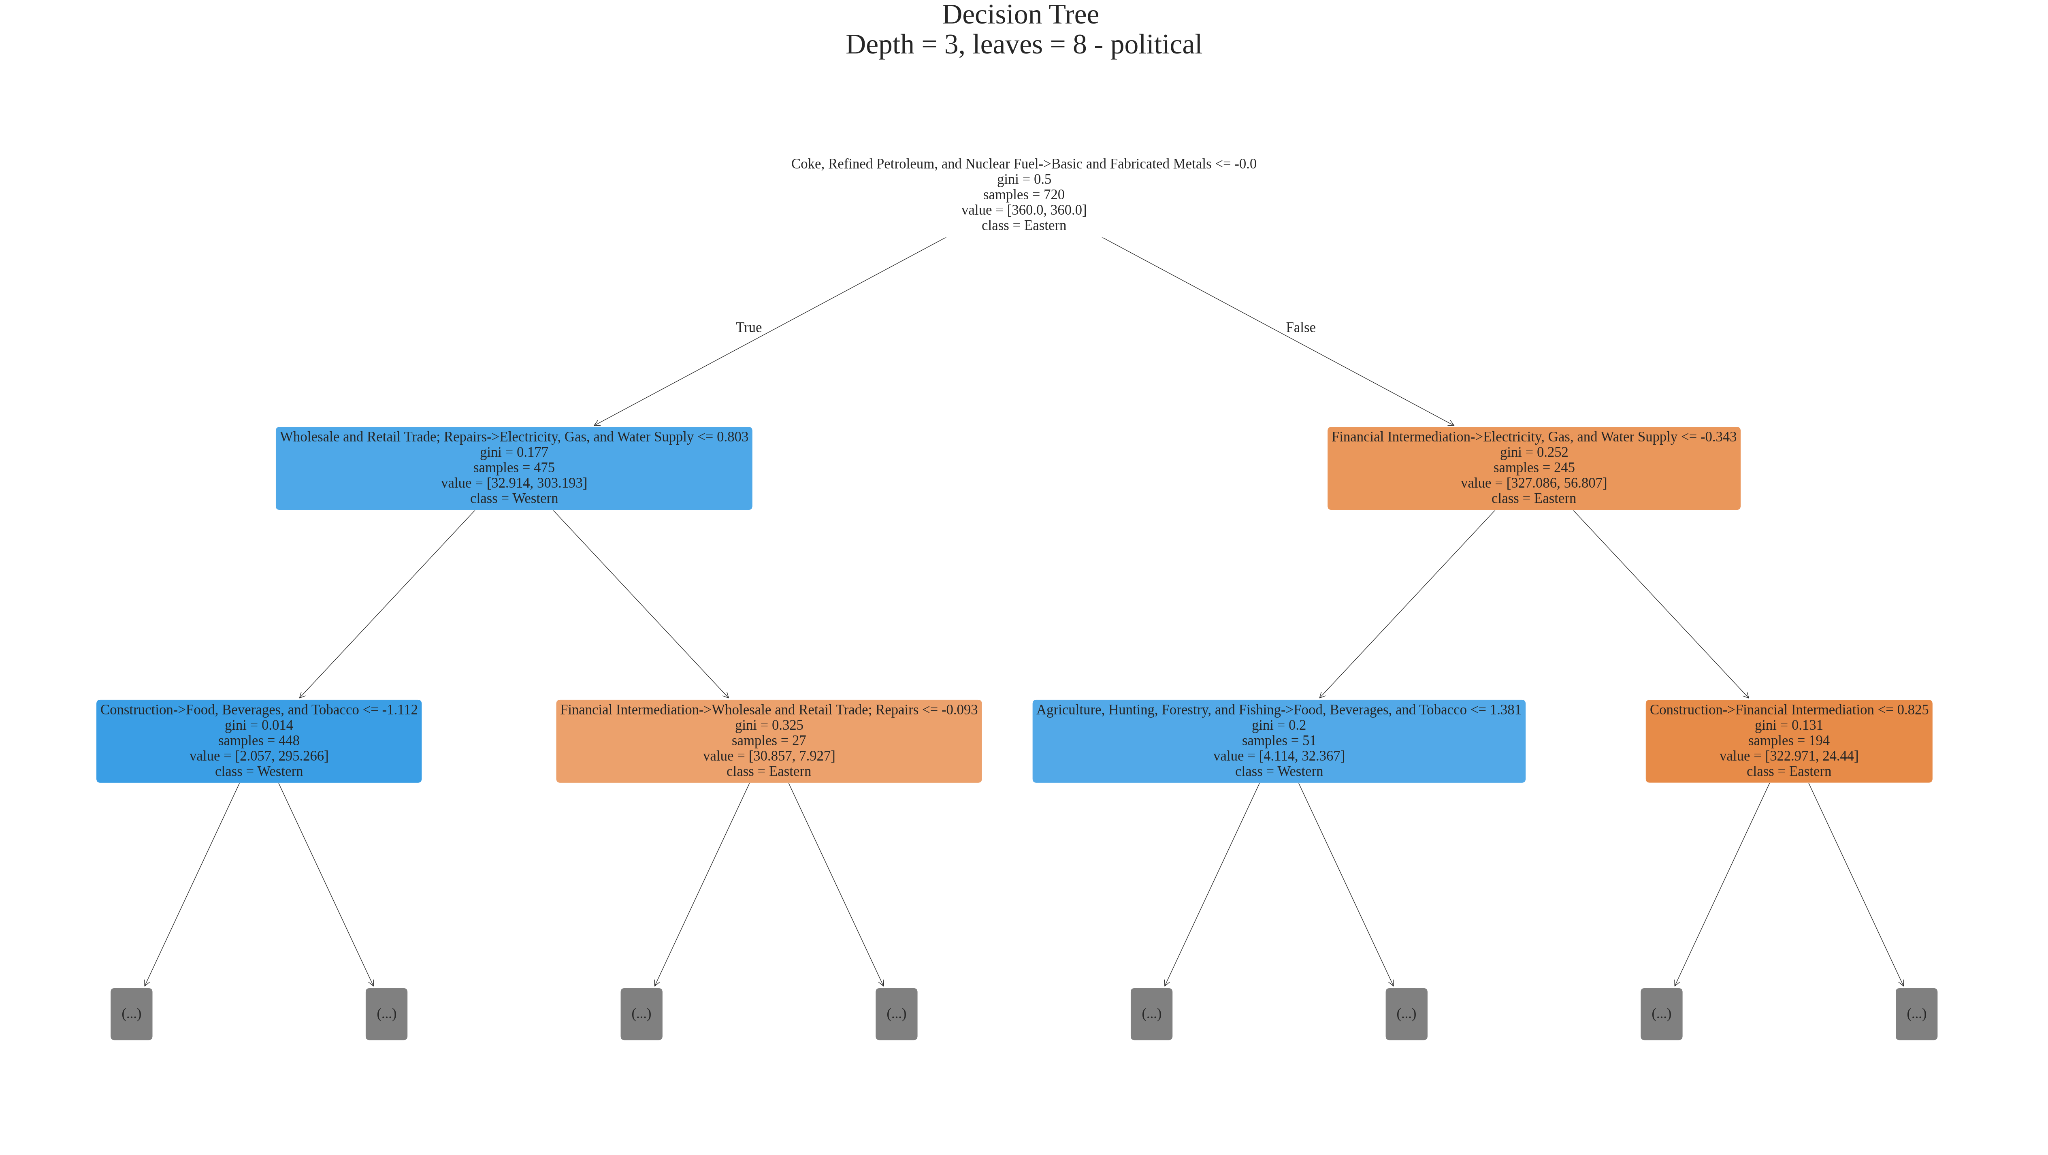 Decision Tree
Depth = 3, leaves = 8 - political
Coke, Refined Petroleum, and Nuclear Fuel->Basic and Fabricated Metals <= -0.0
gini = 0.5
samples = 720
value = [360.0, 360.0]
class = Eastern
True
False
Wholesale and Retail Trade; Repairs->Electricity, Gas, and Water Supply <= 0.803
gini = 0.177
samples = 475
value = [32.914, 303.193]
class = Western
Financial Intermediation->Electricity, Gas, and Water Supply <= -0.343
gini = 0.252
samples = 245
value = [327.086, 56.807]
class = Eastern
Construction->Food, Beverages, and Tobacco <= -1.112
gini = 0.014
samples = 448
value = [2.057, 295.266]
class = Western
Financial Intermediation->Wholesale and Retail Trade; Repairs <= -0.093
gini = 0.325
samples = 27
value = [30.857, 7.927]
class = Eastern
Agriculture, Hunting, Forestry, and Fishing->Food, Beverages, and Tobacco <= 1.381
gini = 0.2
samples = 51
value = [4.114, 32.367]
class = Western
Construction->Financial Intermediation <= 0.825
gini = 0.131
samples = 194
value = [322.971, 24.44]
class = Eastern
(...)
(...)
(...)
(...)
(...)
(...)
(...)
(...)